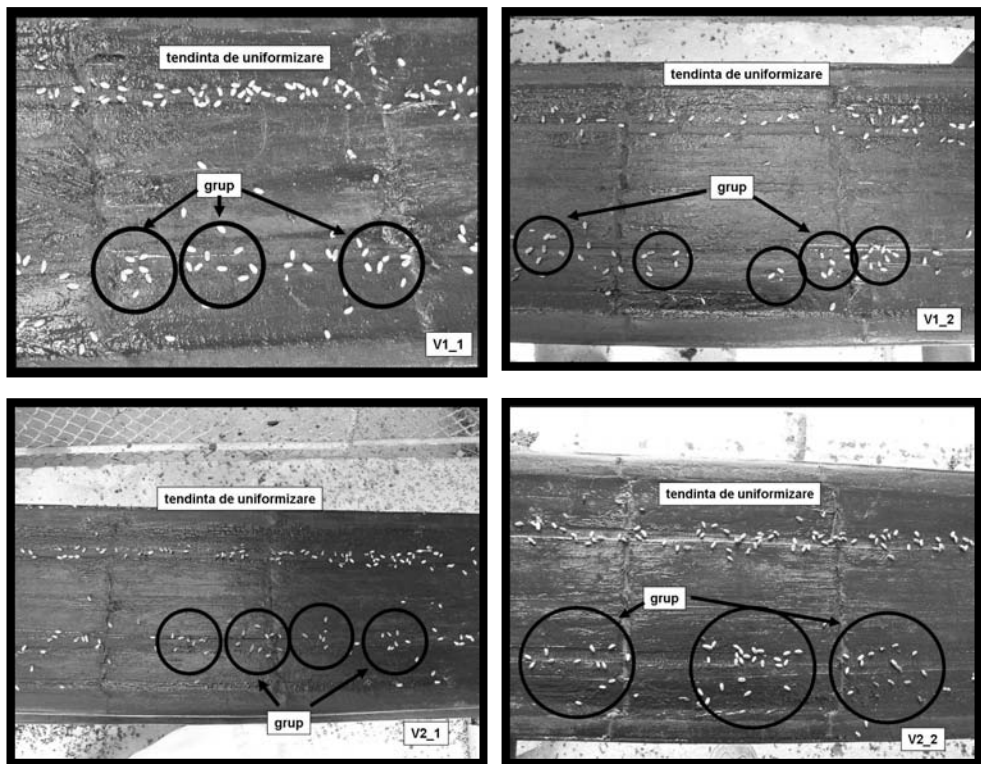 tendinta de uniformizare
grup
V1_1
tendinta de uniformizare
grup
V1_2
tendinta de uniformizare
grup
V2_1
tendinta de uniformizare
grup
V2_2